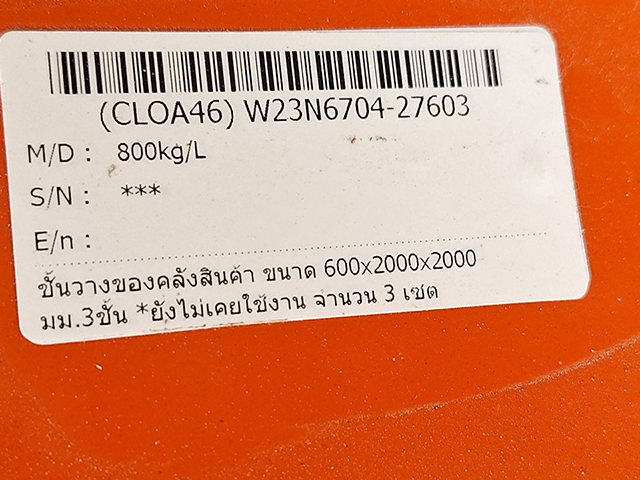 (CLOA46) W23N6704-27603
M/D : 800kg/L
S/N : ***
E/n :
ชั้นวางของคลังสินค้า ขนาด 600x2000x2000
มม.3ชั้น *ยังไม่เคยใช้งาน จำนวน 3 เซต